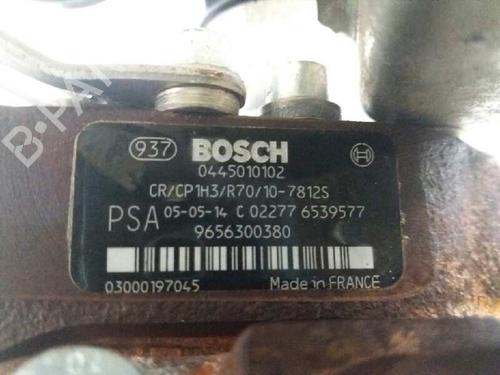 B-PARTS
937 BOSCH
0445010102
CR/CP1H3/R70/10-7812S
PSA 05-05-14 C 02277 6539577
9656300380
03000197045 Made in FRANCE